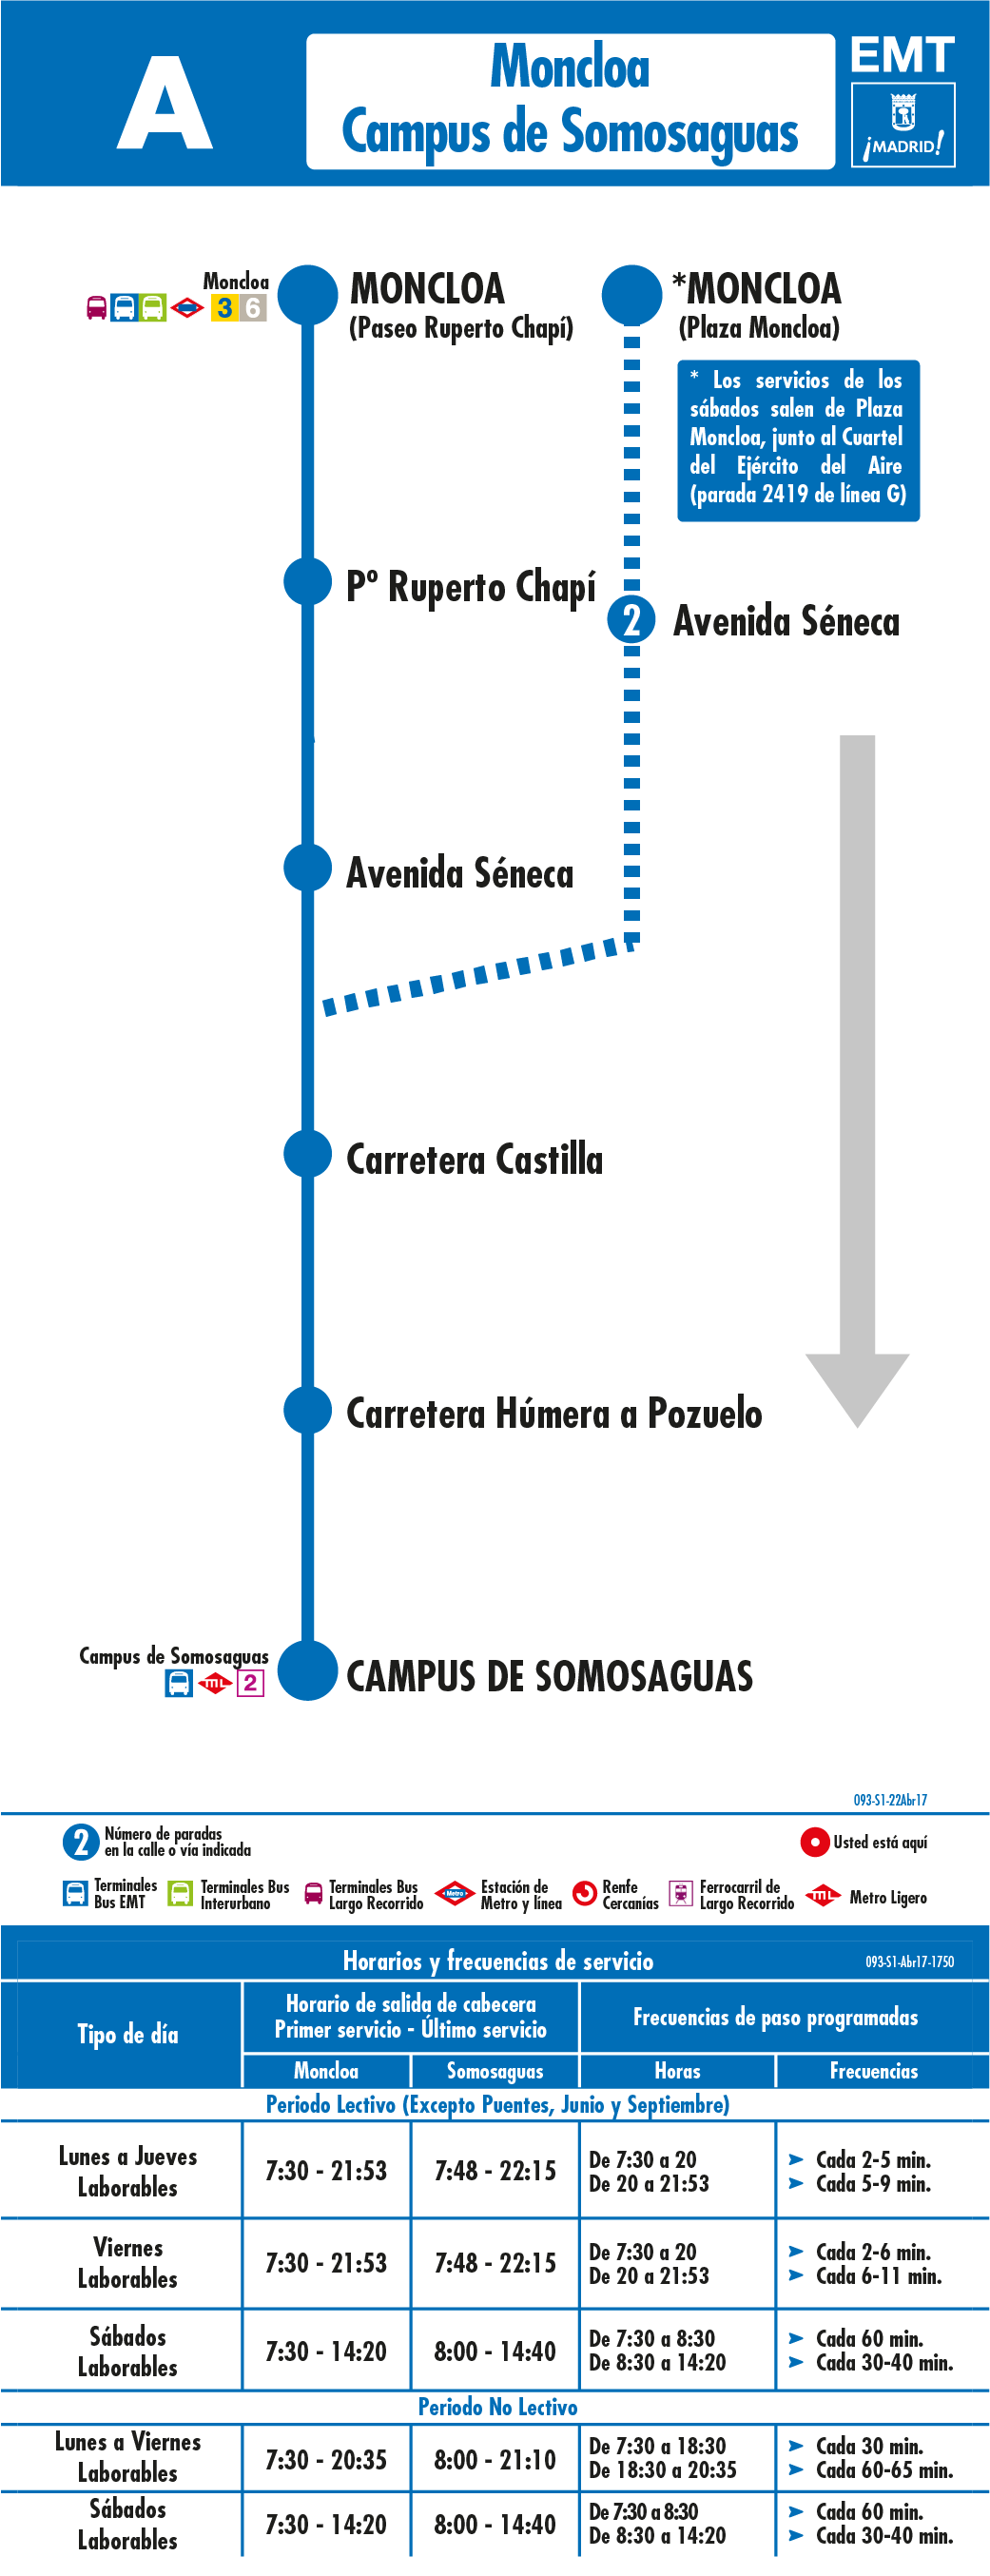 A
Moncloa
Campus de Somosaguas
EMT
¡MADRID!
Moncloa
3 6
MONCLOA
(Paseo Ruperto Chapí)
*MONCLOA
(Plaza Moncloa)
* Los servicios de los
sábados salen de Plaza
Moncloa, junto al Cuartel
del Ejército del Aire
(parada 2419 de línea G)
Pº Ruperto Chapí
2 Avenida Séneca
Avenida Séneca
Carretera Castilla
Carretera Húmera a Pozuelo
Campus de Somosaguas
ML 2
CAMPUS DE SOMOSAGUAS
093-S1-22Abr17
2 Número de paradas
en la calle o vía indicada
Usted está aquí
Terminales
Bus EMT
Terminales Bus
Interurbano
Terminales Bus
Largo Recorrido
Metro
Estación de
Metro y línea
Renfe
Cercanías
Ferrocarril de
Largo Recorrido
ML Metro Ligero
Horarios y frecuencias de servicio
093-S1-Abr17-1750
Tipo de día
Horario de salida de cabecera
Primer servicio - Último servicio
Frecuencias de paso programadas
Moncloa Somosaguas Horas Frecuencias
Periodo Lectivo (Excepto Puentes, Junio y Septiembre)
Lunes a Jueves
Laborables
7:30 - 21:53 7:48 - 22:15
De 7:30 a 20 ➤ Cada 2-5 min.
De 20 a 21:53 ➤ Cada 5-9 min.
Viernes
Laborables
7:30 - 21:53 7:48 - 22:15
De 7:30 a 20 ➤ Cada 2-6 min.
De 20 a 21:53 ➤ Cada 6-11 min.
Sábados
Laborables
7:30 - 14:20 8:00 - 14:40
De 7:30 a 8:30 ➤ Cada 60 min.
De 8:30 a 14:20 ➤ Cada 30-40 min.
Periodo No Lectivo
Lunes a Viernes
Laborables
7:30 - 20:35 8:00 - 21:10
De 7:30 a 18:30 ➤ Cada 30 min.
De 18:30 a 20:35 ➤ Cada 60-65 min.
Sábados
Laborables
7:30 - 14:20 8:00 - 14:40
De 7:30 a 8:30 ➤ Cada 60 min.
De 8:30 a 14:20 ➤ Cada 30-40 min.